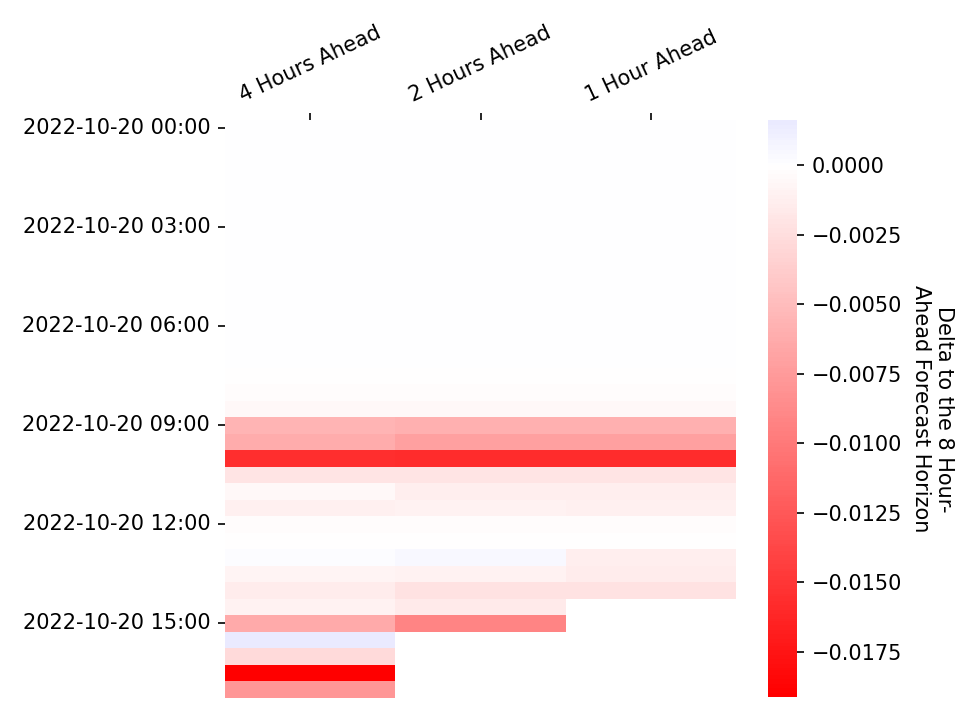 4 Hours Ahead
2 Hours Ahead
1 Hour Ahead
2022-10-20 00:00
2022-10-20 03:00
2022-10-20 06:00
2022-10-20 09:00
2022-10-20 12:00
2022-10-20 15:00
0.0000
−0.0025
−0.0050
−0.0075
−0.0100
−0.0125
−0.0150
−0.0175
Delta to the 8 Hour-
Ahead Forecast Horizon